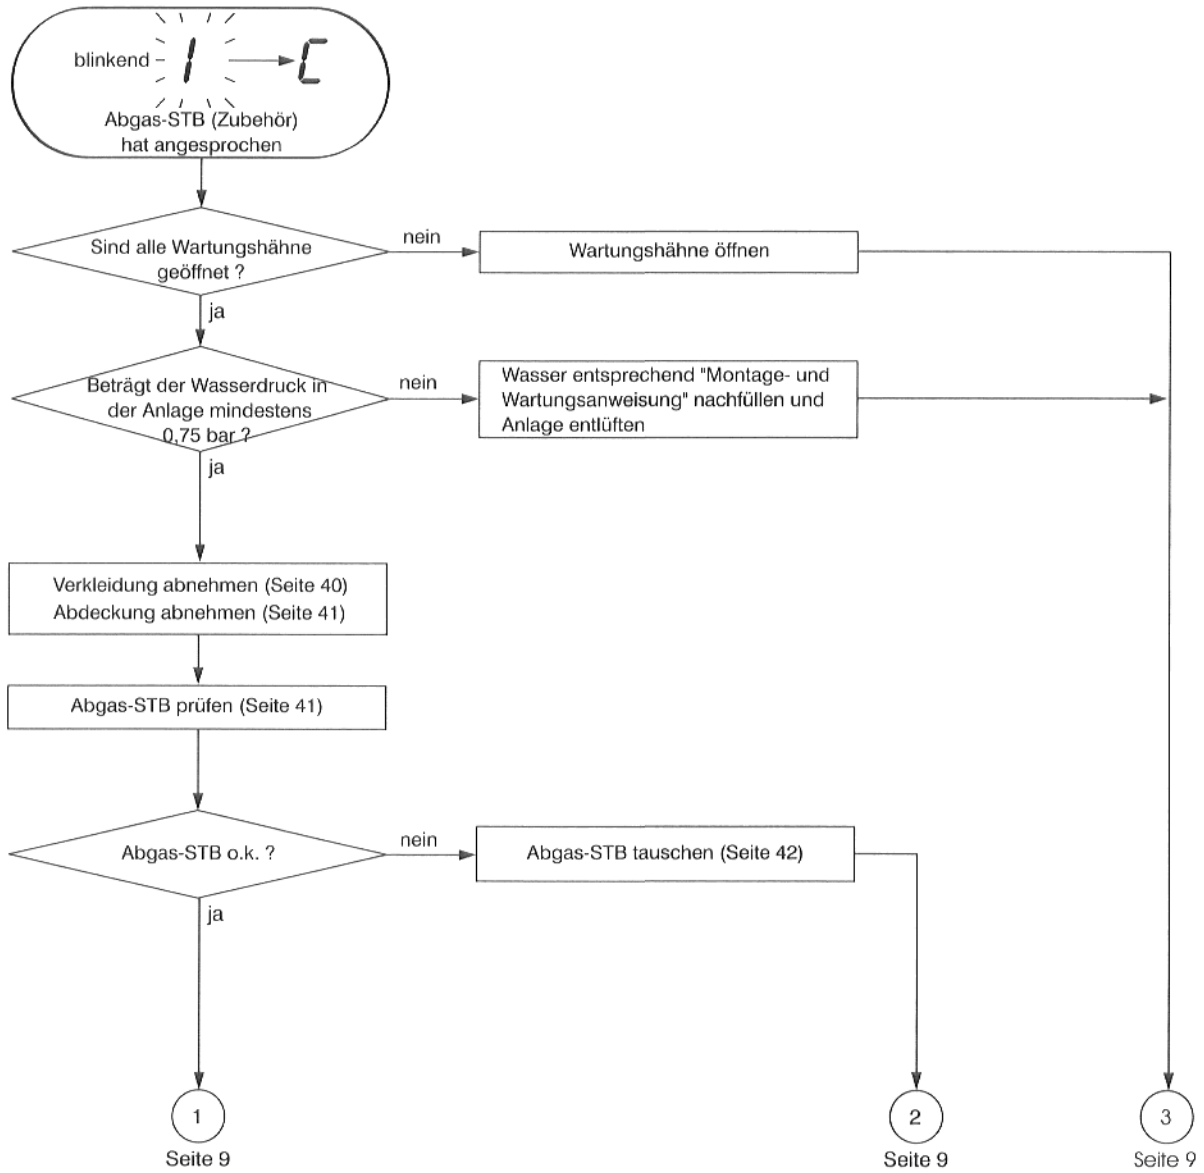 blinkend 1 C
Abgas-STB (Zubehör)
hat angesprochen
Sind alle Wartungshähne
geöffnet ?
nein
Wartungshähne öffnen
ja
Beträgt der Wasserdruck in
der Anlage mindestens
0,75 bar ?
nein
Wasser entsprechend "Montage- und
Wartungsanweisung" nachfüllen und
Anlage entlüften
ja
Verkleidung abnehmen (Seite 40)
Abdeckung abnehmen (Seite 41)
Abgas-STB prüfen (Seite 41)
Abgas-STB o.k. ?
nein
Abgas-STB tauschen (Seite 42)
ja
1
Seite 9
2
Seite 9
3
Seite 9